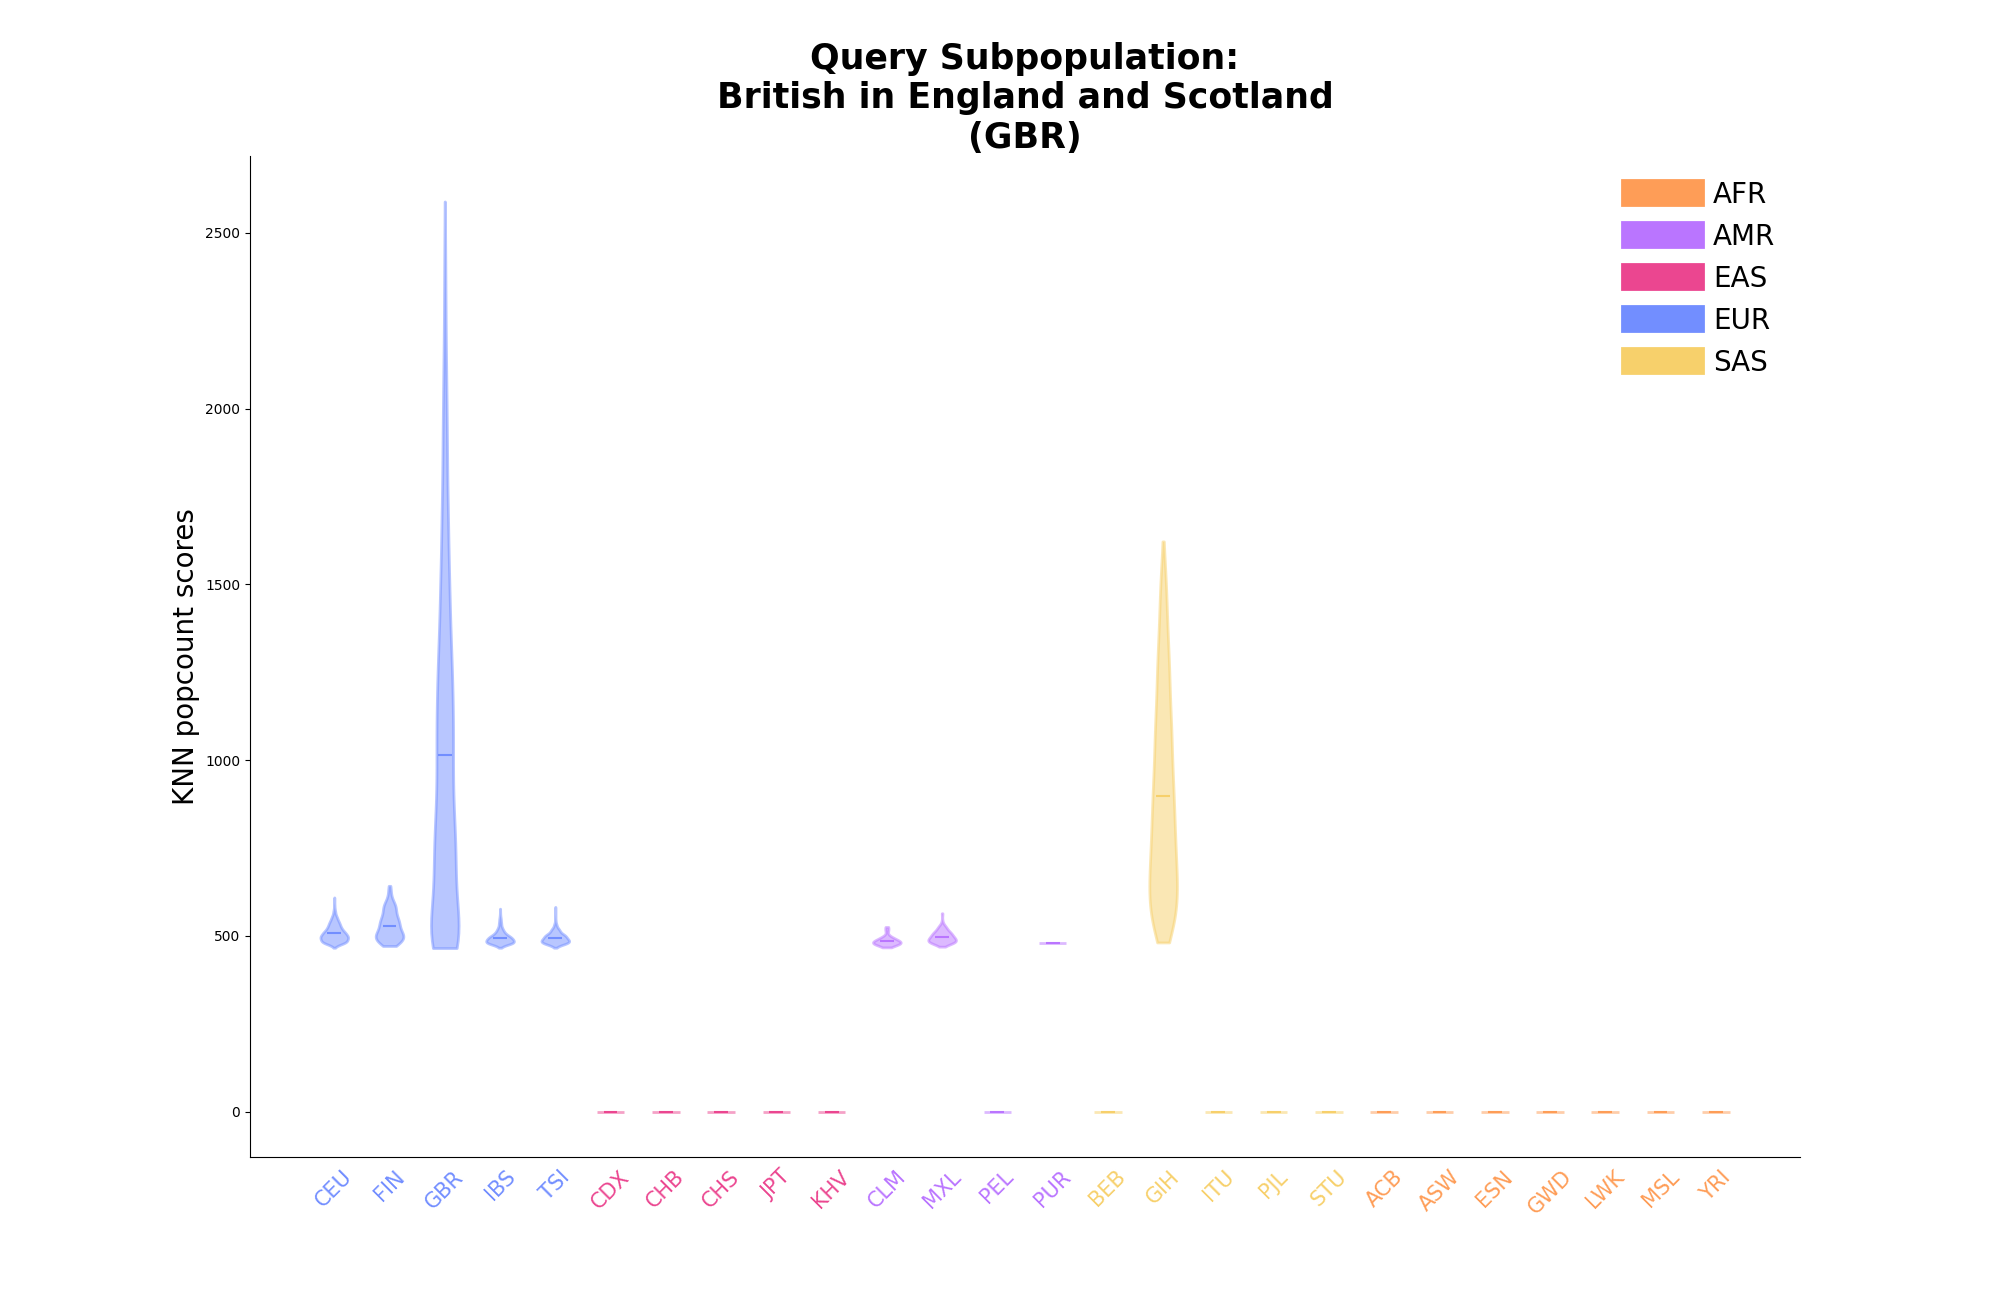 Query Subpopulation:
British in England and Scotland
(GBR)
AFR
AMR
EAS
EUR
SAS
KNN popcount scores
2500
2000
1500
1000
500
0
CEU FIN GBR IBS TSI CDX CHB CHS JPT KHV CLM MXL PEL PUR BEB GIH ITU PJL STU ACB ASW ESN GWD LWK MSL YRI